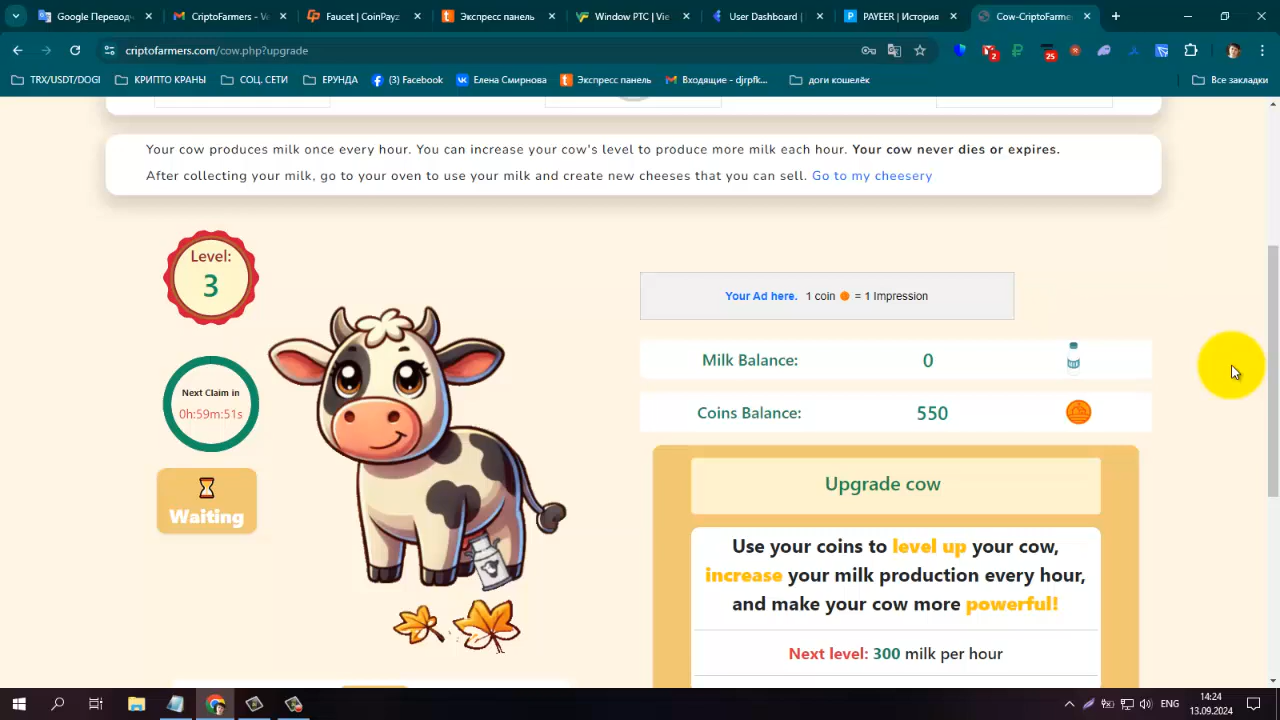 Google Перевод
CriptoFarmers - Ve
Faucet | CoinPayz
Экспресс панель
Window PTC | Vie
User Dashboard |
PAYEER | История
Cow-CriptoFarme
criptofarmers.com/cow.php?upgrade
2
25
TRX/USDT/DOGI
КРИПТО КРАНЫ
СОЦ. СЕТИ
ЕРУНДА
(3) Facebook
Елена Смирнова
Экспресс панель
Входящие - djrpfk...
доги кошелёк
Все закладки
Your cow produces milk once every hour. You can increase your cow's level to produce more milk each hour. Your cow never dies or expires.
After collecting your milk, go to your oven to use your milk and create new cheeses that you can sell. Go to my cheesery
Level:
3
Next Claim in
0h:59m:51s
Waiting
Your Ad here. 1 coin = 1 Impression
Milk Balance: 0
Coins Balance: 550
Upgrade cow
Use your coins to level up your cow,
increase your milk production every hour,
and make your cow more powerful!
Next level: 300 milk per hour
ENG
14:24
13.09.2024